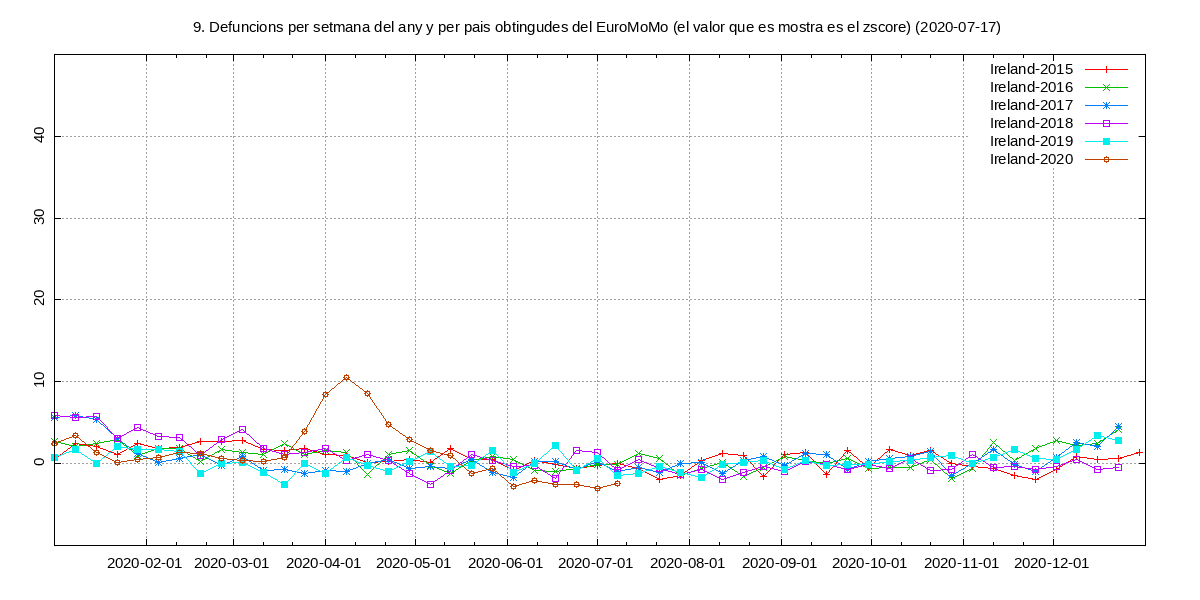 9. Defuncions per setmana del any y per pais obtingudes del EuroMoMo (el valor que es mostra es el zscore) (2020-07-17)
Ireland-2015
Ireland-2016
Ireland-2017
Ireland-2018
Ireland-2019
Ireland-2020
40
30
20
10
0
2020-02-01 2020-03-01 2020-04-01 2020-05-01 2020-06-01 2020-07-01 2020-08-01 2020-09-01 2020-10-01 2020-11-01 2020-12-01